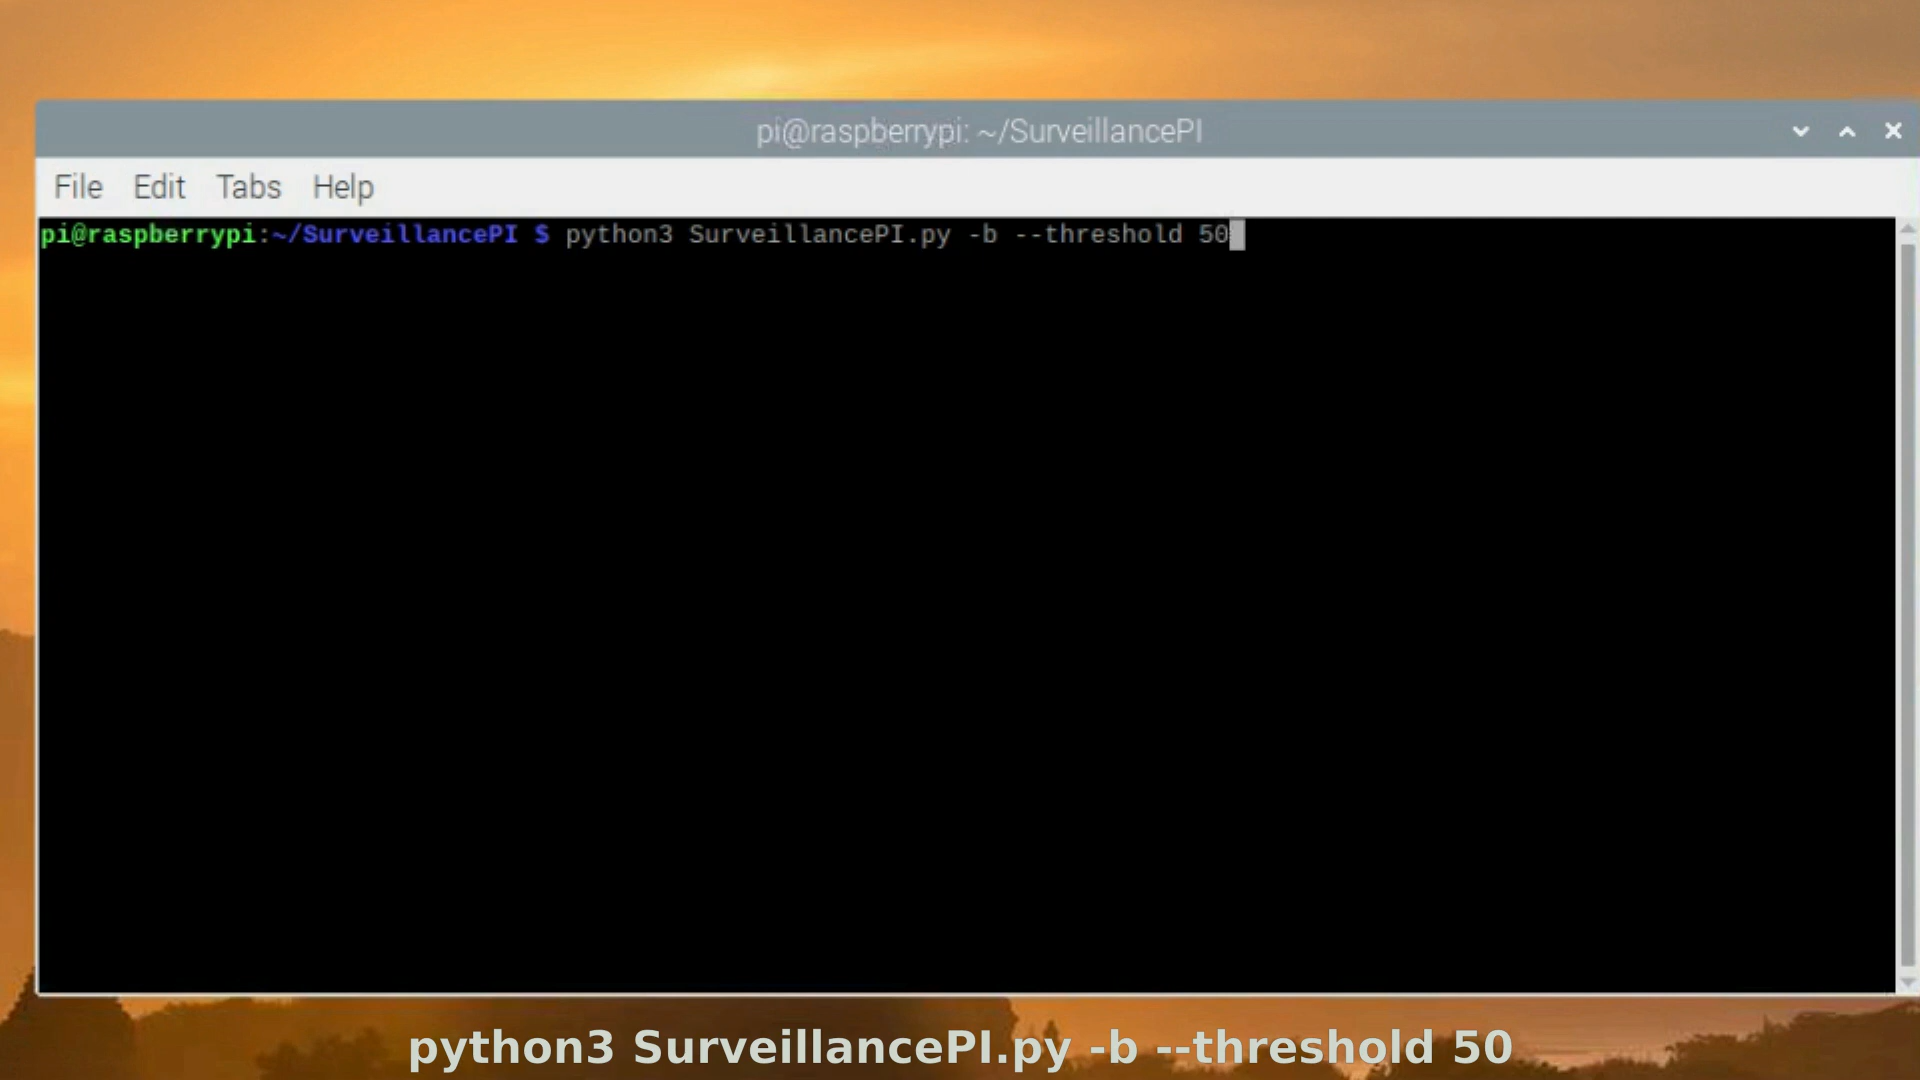 pi@raspberrypi: ~/SurveillancePI
File Edit Tabs Help
pi@raspberrypi:~/SurveillancePI $ python3 SurveillancePI.py -b --threshold 50
python3 SurveillancePI.py -b --threshold 50